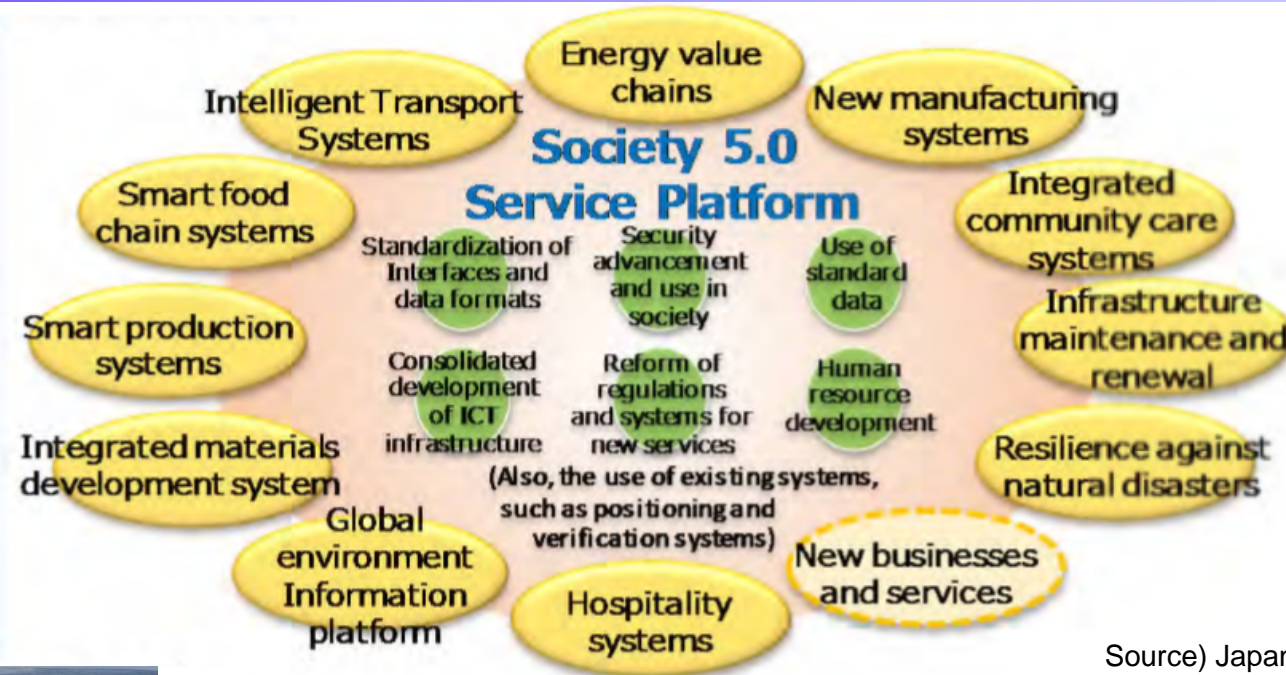 Energy value
chains
Intelligent Transport
Systems
New manufacturing
systems
Society 5.0
Service Platform
Smart food
chain systems
Integrated
community care
systems
Standardization of
Interfaces and
data formats
Security
advancement
and use in
society
Use of
standard
data
Smart production
systems
Infrastructure
maintenance and
renewal
Consolidated
development
of ICT
infrastructure
Reform of
regulations
and systems for
new services
Human
resource
development
Integrated materials
development system
Resilience against
natural disasters
(Also, the use of existing systems,
such as positioning and
verification systems)
Global
environment
Information
platform
Hospitality
systems
New businesses
and services
Source) Japan